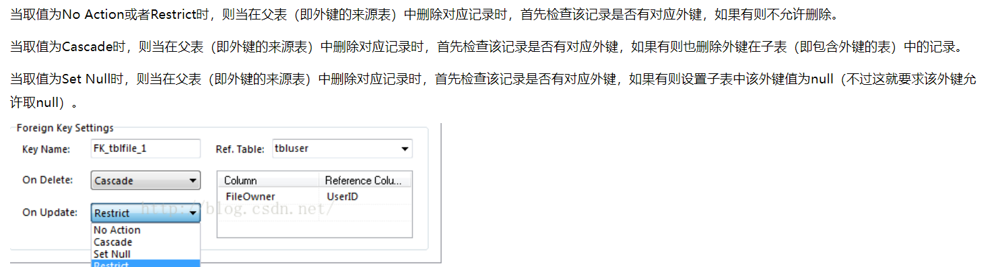 当取值为No Action或者Restrict时，则当在父表（即外键的来源表）中删除对应记录时，首先检查该记录是否有对应外键，如果有则不允许删除。
当取值为Cascade时，则当在父表（即外键的来源表）中删除对应记录时，首先检查该记录是否有对应外键，如果有则也删除外键在子表（即包含外键的表）中的记录。
当取值为Set Null时，则当在父表（即外键的来源表）中删除对应记录时，首先检查该记录是否有对应外键，如果有则设置子表中该外键值为null（不过这就要求该外键允
许取null）。
Foreign Key Settings
Key Name: FK_tblfile_1 Ref. Table: tbluser
On Delete: Cascade Column Reference Colu...
FileOwner UserID
On Update: Restrict
http://blog.csdn.net/
No Action
Cascade
Set Null
Restrict